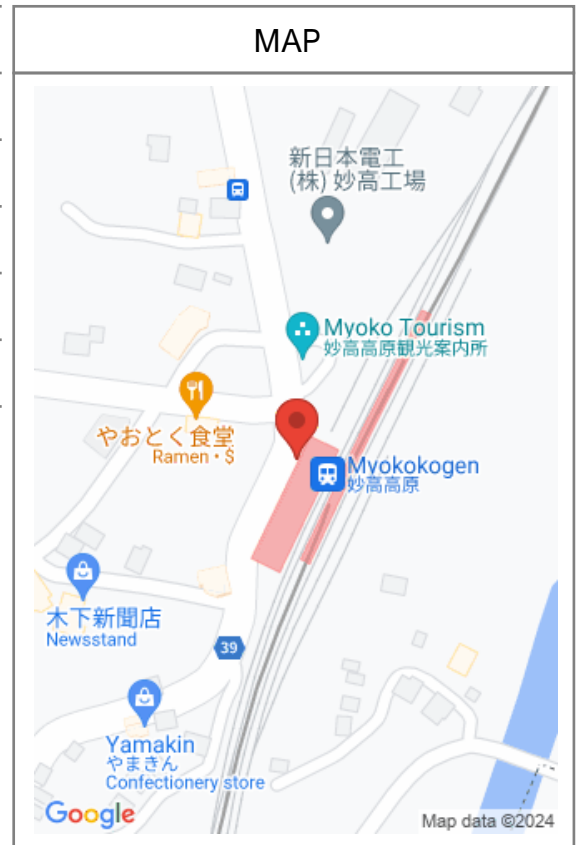 MAP
新日本電工
(株) 妙高工場
Myoko Tourism
妙高高原観光案内所
やおとく食堂
Ramen・$
Myokokogen
妙高高原
木下新聞店
Newsstand
39
Yamakin
やまきん
Confectionery store
Google
Map data ©2024